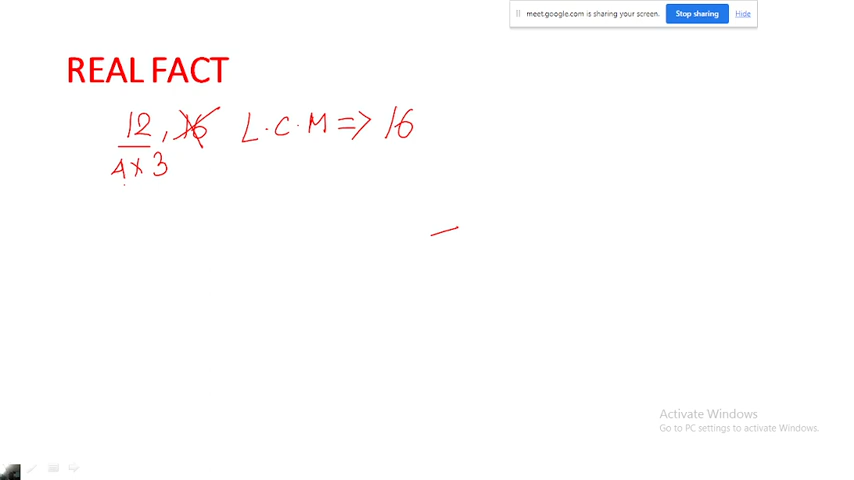 meet.google.com is sharing your screen. Stop sharing Hide
REAL FACT
12, 16 L.C.M => 16
4 x 3
Activate Windows
Go to PC settings to activate Windows.